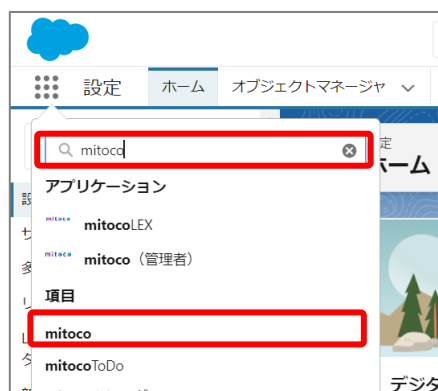 設定 ホーム オブジェクトマネージャ
mitoco
定
ホーム
アプリケーション
mitoco mitocoLEX
mitoco mitoco（管理者）
項目
mitoco
mitocoToDo
デジタ